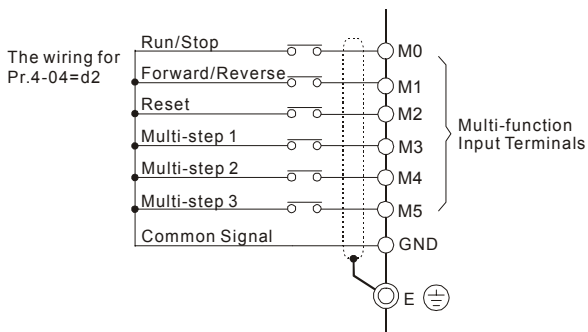 The wiring for
Pr.4-04=d2
Run/Stop
M0
Forward/Reverse
M1
Reset
M2
Multi-step 1
M3
Multi-step 2
M4
Multi-step 3
M5
Common Signal
GND
Multi-function
Input Terminals
E